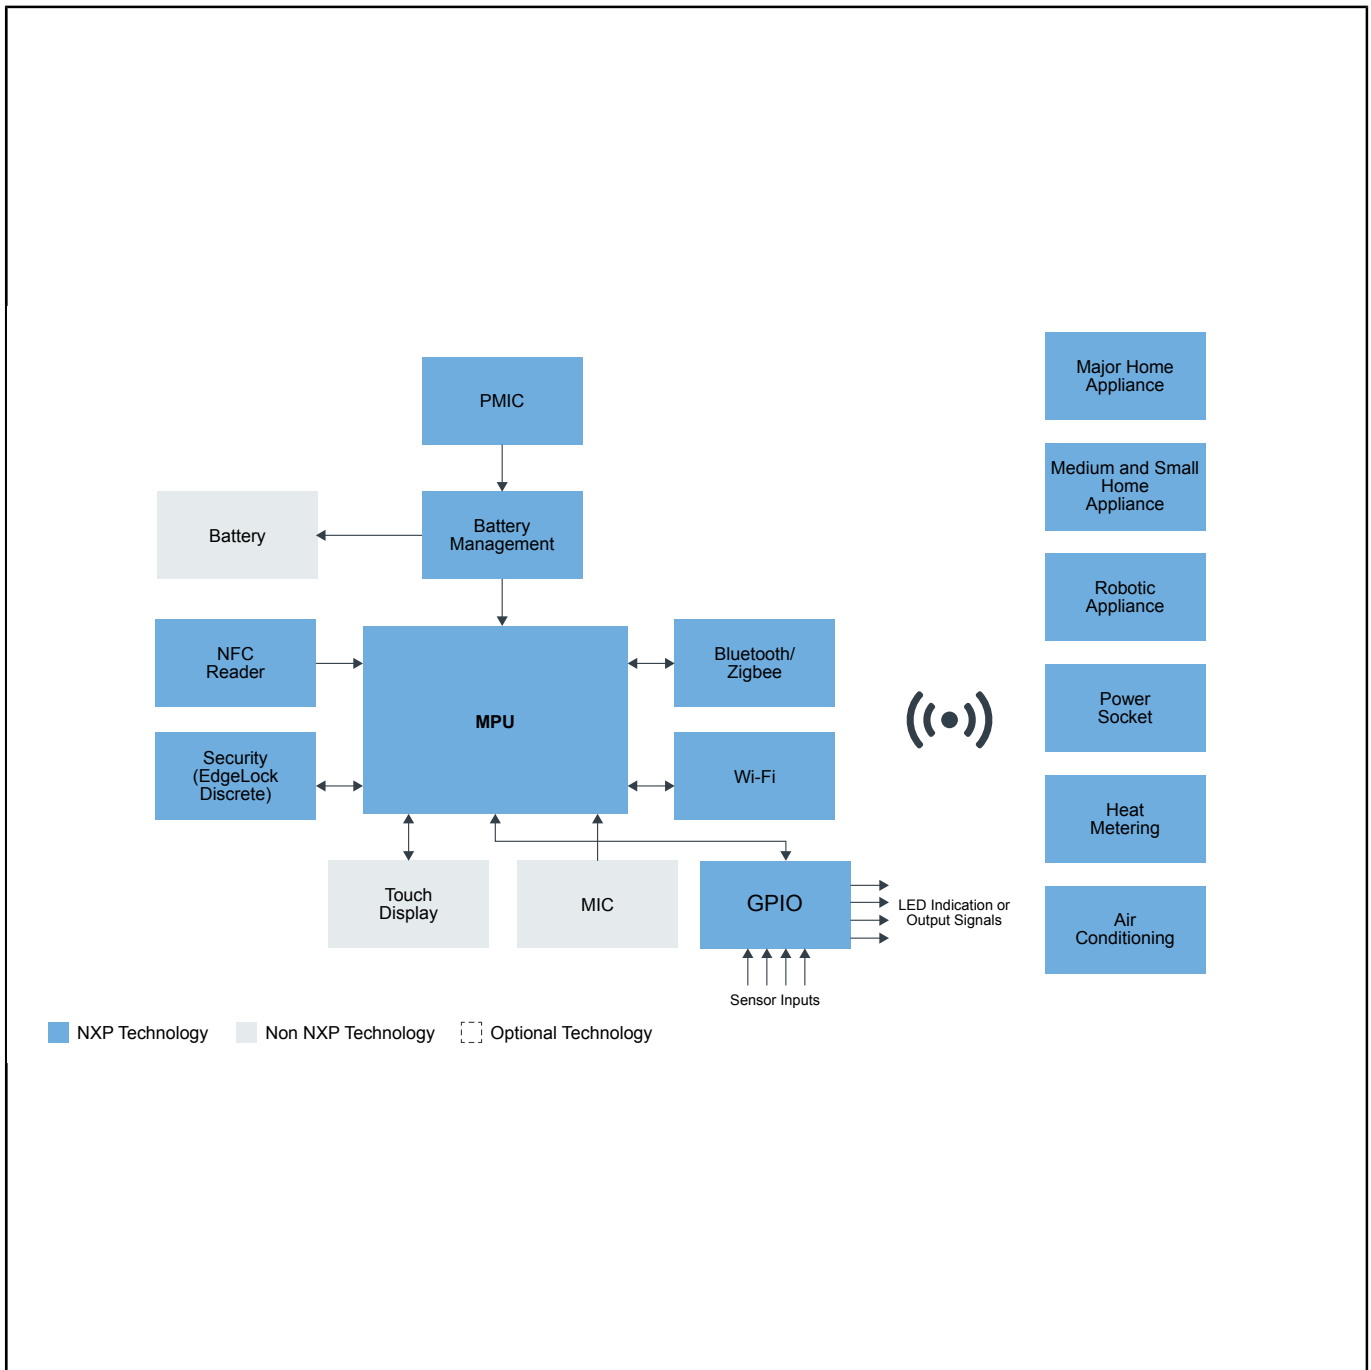 Major Home
Appliance
PMIC
Medium and Small
Home
Appliance
Battery
Battery
Management
Robotic
Appliance
NFC
Reader
MPU
Bluetooth/
Zigbee
Power
Socket
Security
(EdgeLock
Discrete)
Wi-Fi
Heat
Metering
Touch
Display
MIC
GPIO
LED Indication or
Output Signals
Air
Conditioning
Sensor Inputs
NXP Technology
Non NXP Technology
Optional Technology